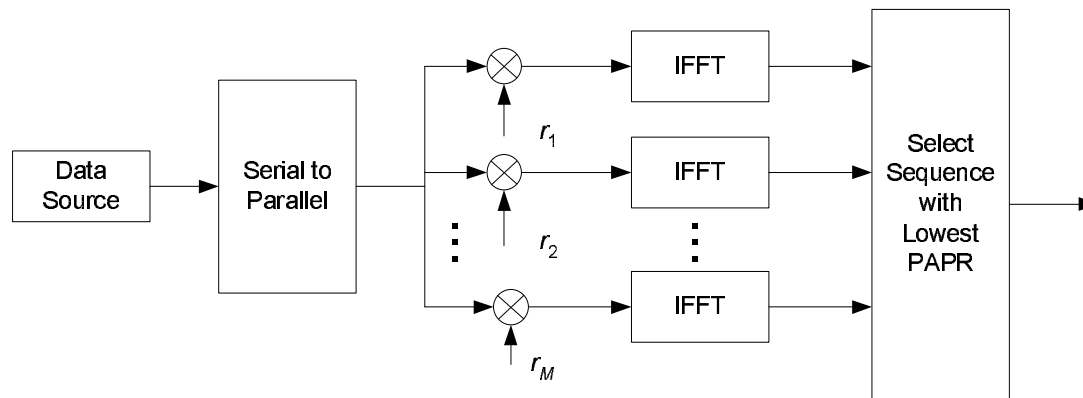 Data
Source
Serial to
Parallel
r1
r2
rM
IFFT
IFFT
IFFT
Select
Sequence
with
Lowest
PAPR